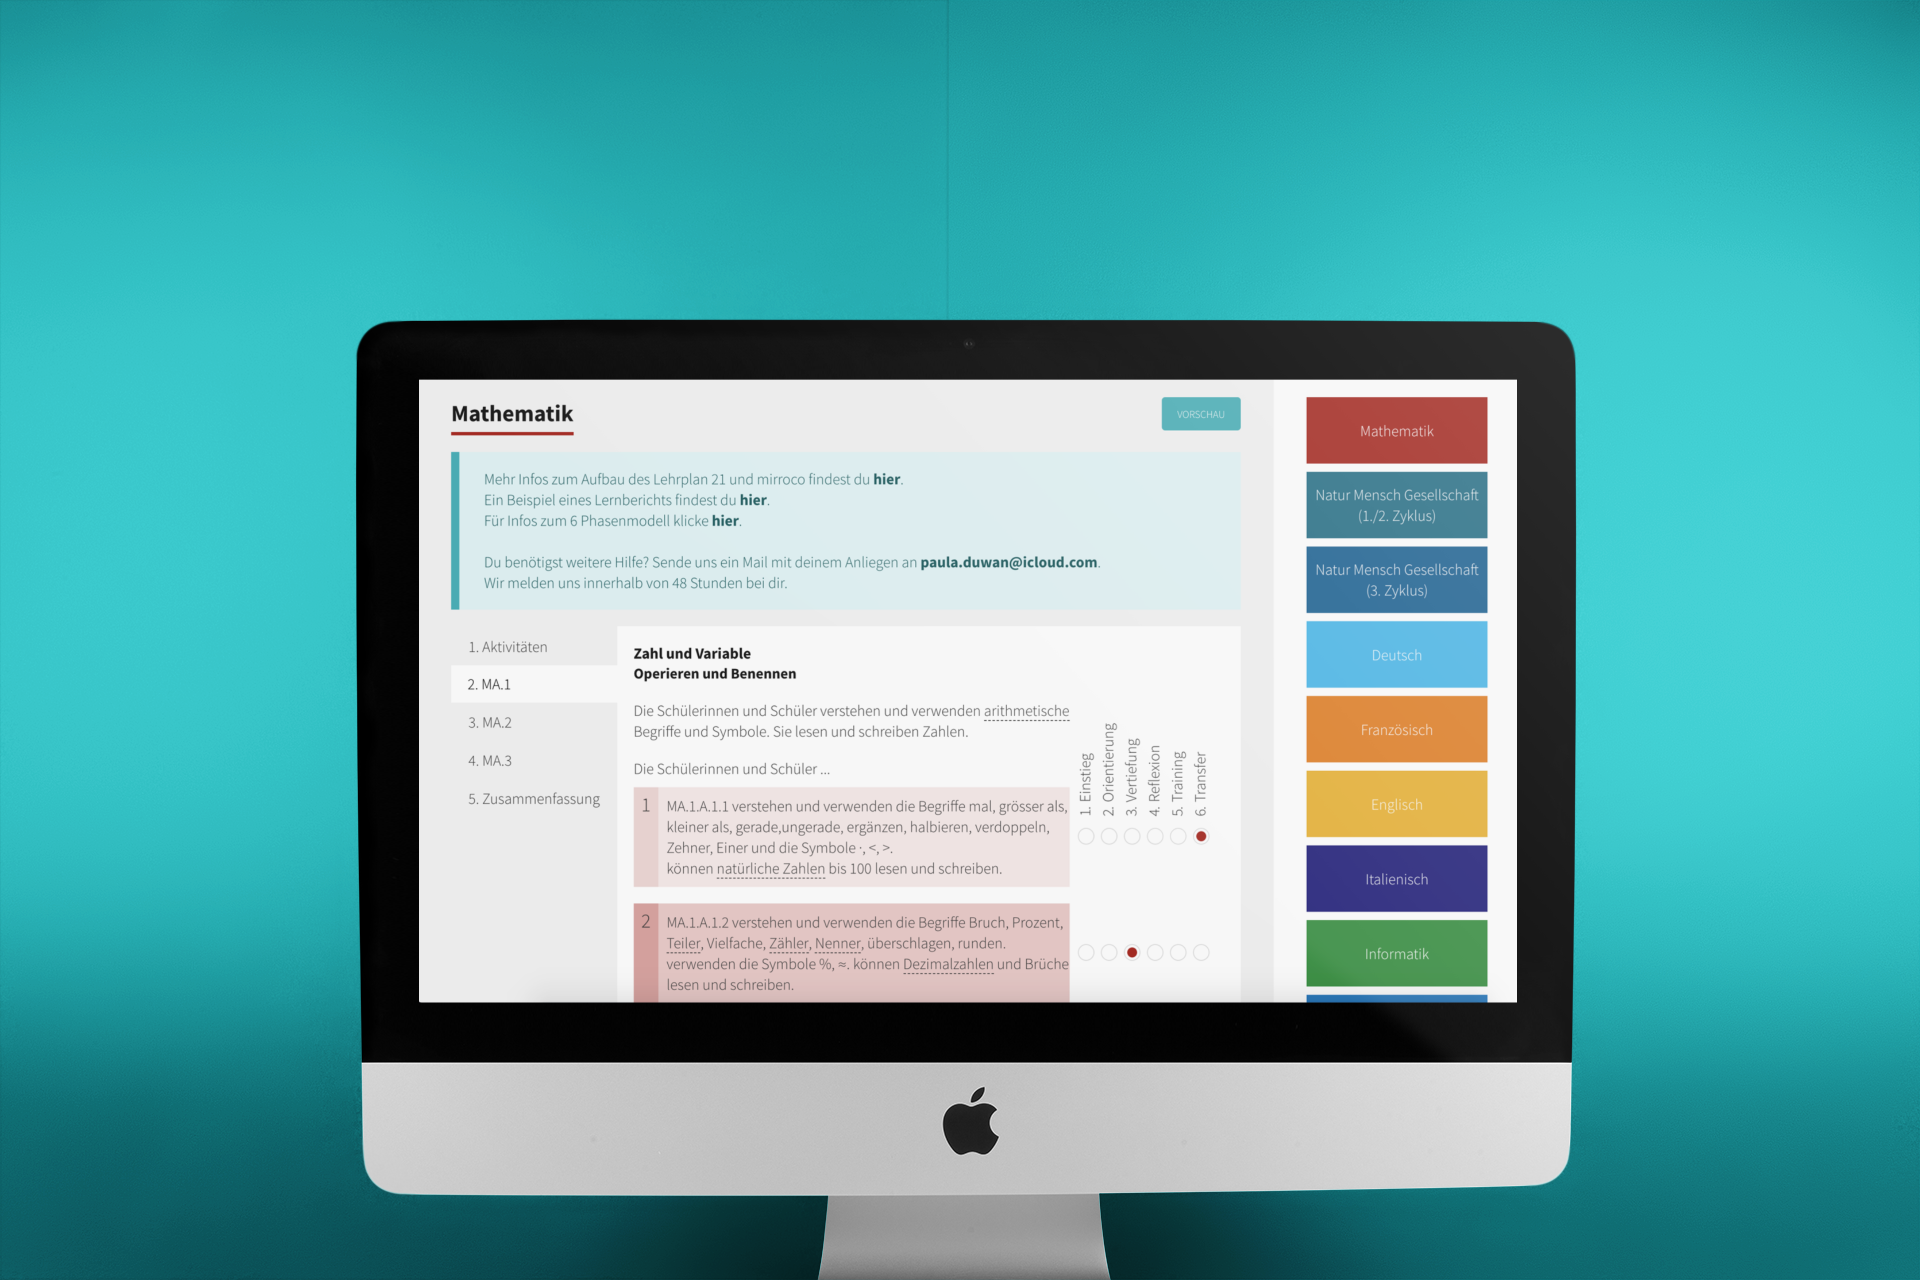 Mathematik
VORSCHAU
Mehr Infos zum Aufbau des Lehrplan 21 und mirroco findest du hier.
Ein Beispiel eines Lernberichts findest du hier.
Für Infos zum 6 Phasenmodell klicke hier.
Du benötigst weitere Hilfe? Sende uns ein Mail mit deinem Anliegen an paula.duwan@icloud.com.
Wir melden uns innerhalb von 48 Stunden bei dir.
1. Aktivitäten
2. MA.1
3. MA.2
4. MA.3
5. Zusammenfassung
Zahl und Variable
Operieren und Benennen
Die Schülerinnen und Schüler verstehen und verwenden arithmetische
Begriffe und Symbole. Sie lesen und schreiben Zahlen.
Die Schülerinnen und Schüler ...
1. Einstieg
2. Orientierung
3. Vertiefung
4. Reflexion
5. Training
6. Transfer
1 MA.1.A.1.1 verstehen und verwenden die Begriffe mal, grösser als,
kleiner als, gerade,ungerade, ergänzen, halbieren, verdoppeln,
Zehner, Einer und die Symbole ·, <, >.
können natürliche Zahlen bis 100 lesen und schreiben.
2 MA.1.A.1.2 verstehen und verwenden die Begriffe Bruch, Prozent,
Teiler, Vielfache, Zähler, Nenner, überschlagen, runden.
verwenden die Symbole %, ≈. können Dezimalzahlen und Brüche
lesen und schreiben.
Mathematik
Natur Mensch Gesellschaft
(1./2. Zyklus)
Natur Mensch Gesellschaft
(3. Zyklus)
Deutsch
Französisch
Englisch
Italienisch
Informatik